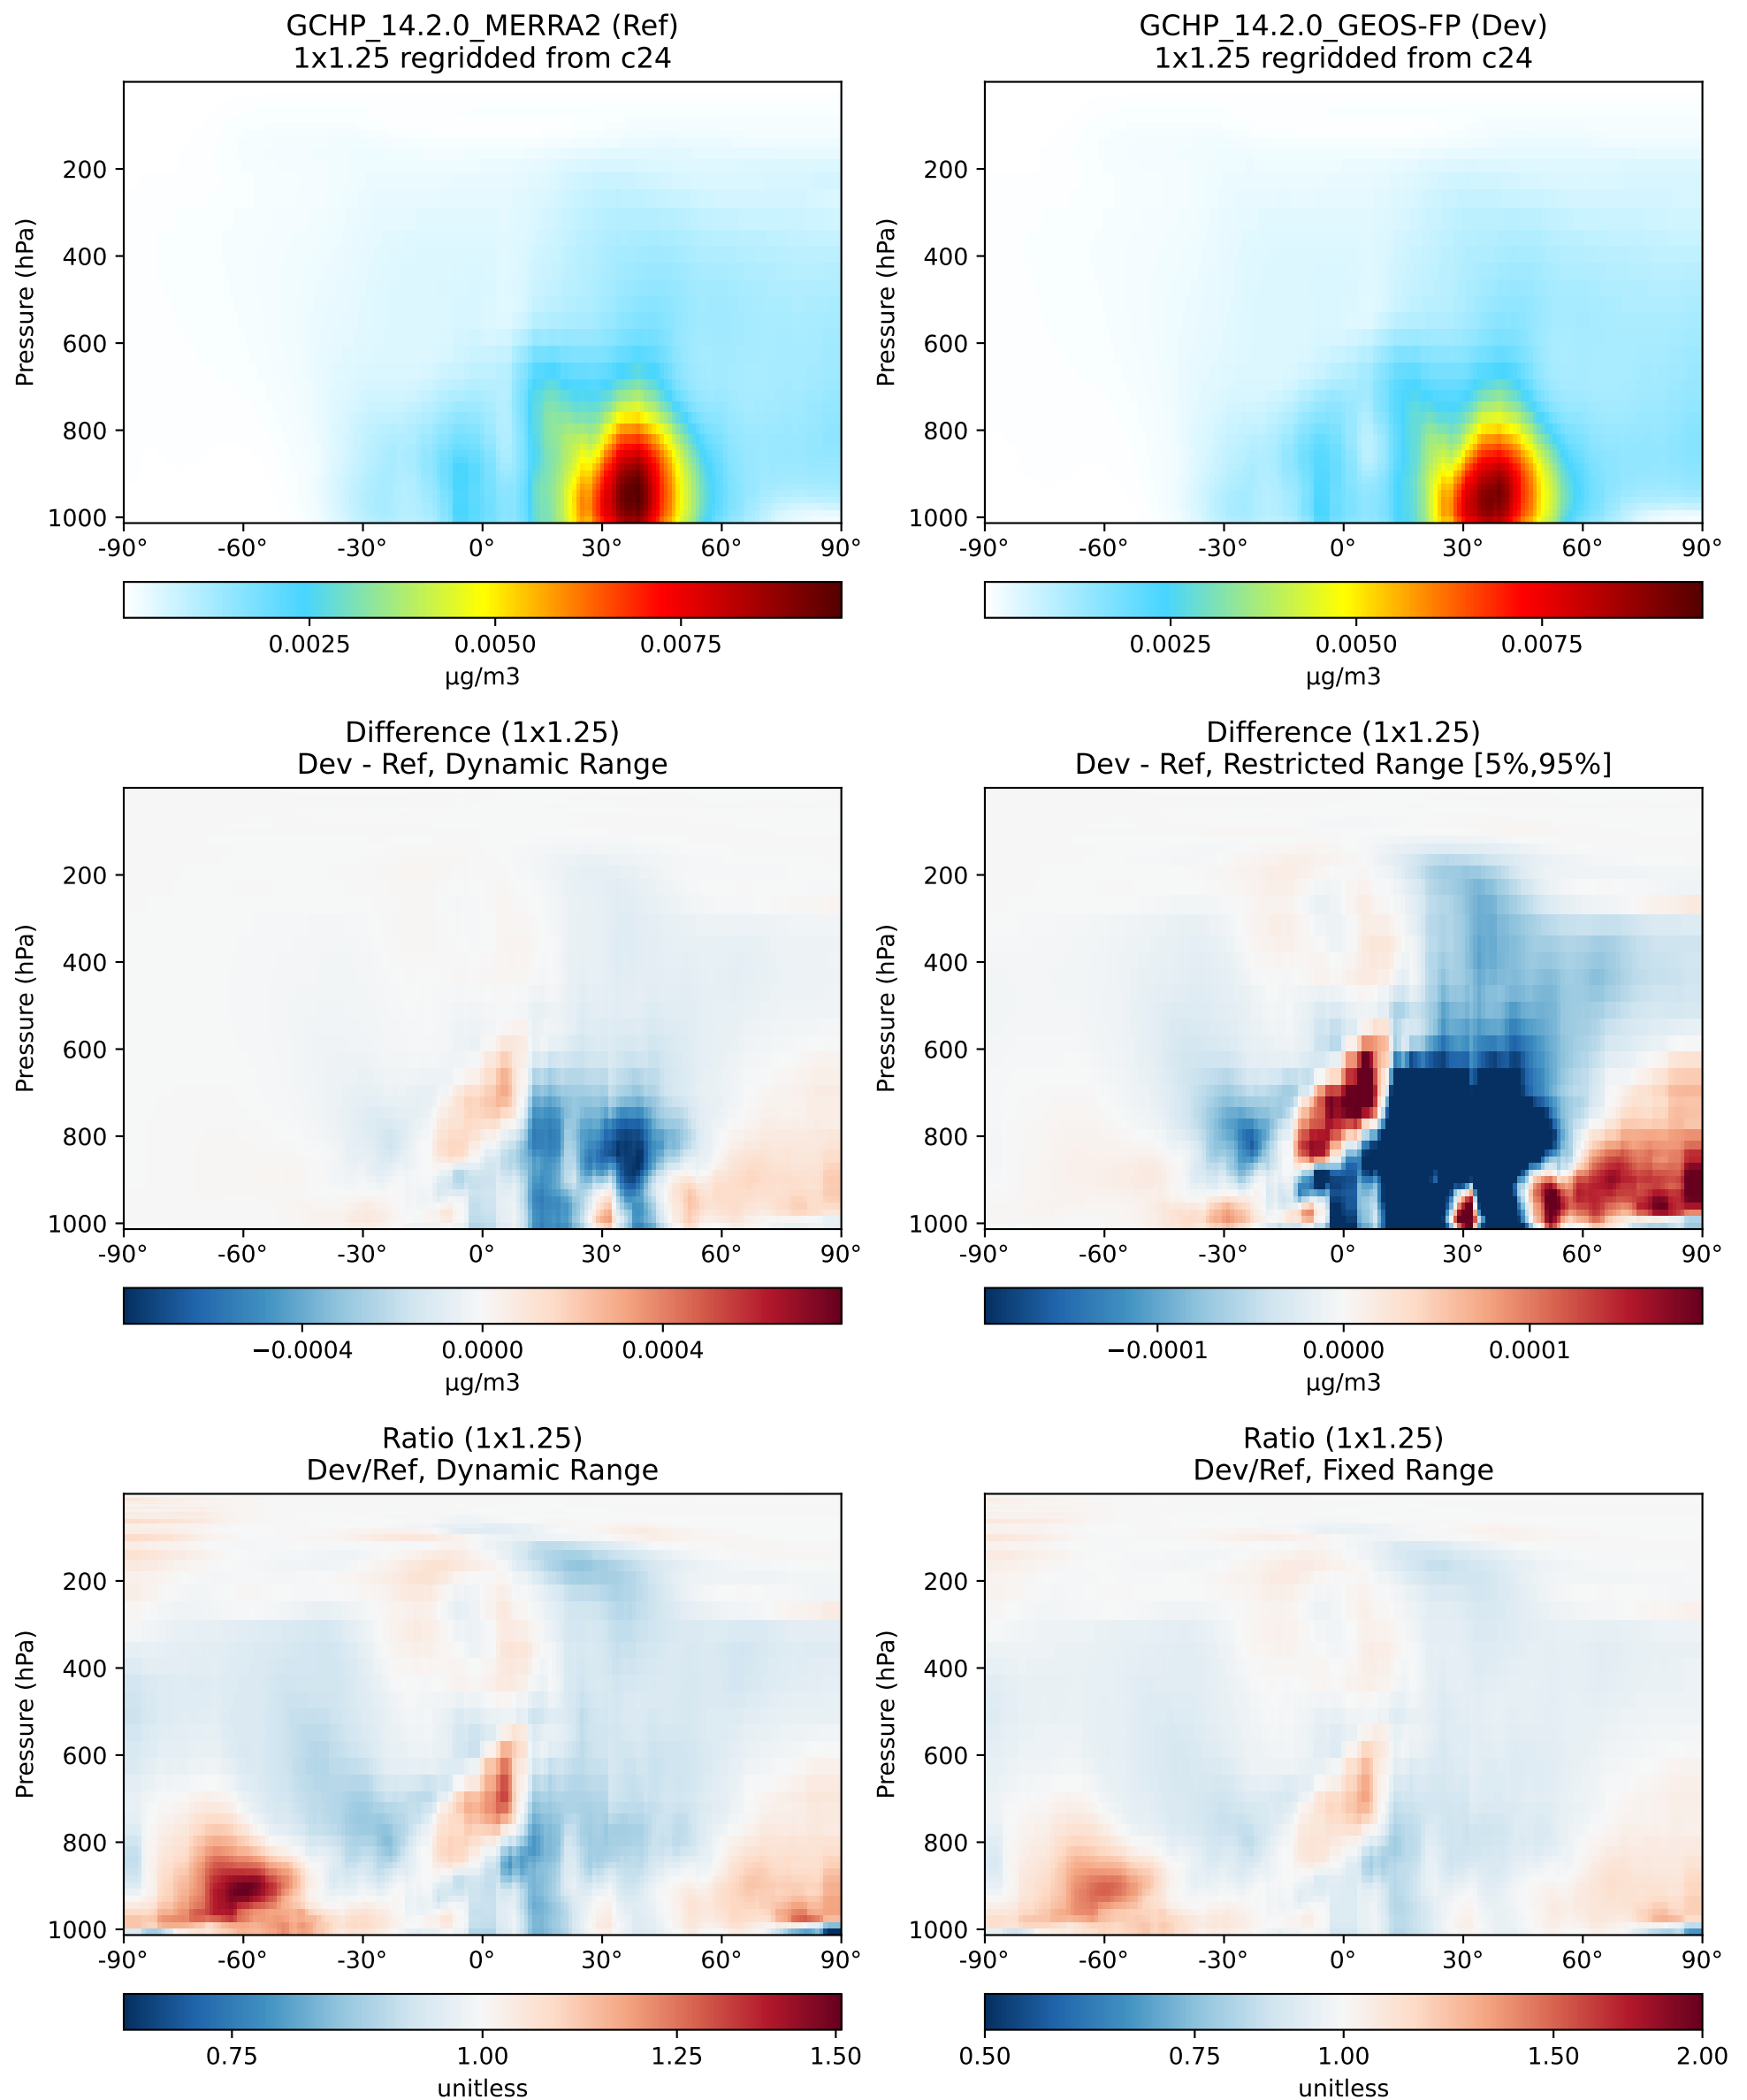 GCHP_14.2.0_MERRA2 (Ref)
1x1.25 regridded from c24
GCHP_14.2.0_GEOS-FP (Dev)
1x1.25 regridded from c24
Pressure (hPa)
200
400
600
800
1000
-90° -60° -30° 0° 30° 60° 90°
0.0025 0.0050 0.0075
µg/m3
Pressure (hPa)
200
400
600
800
1000
-90° -60° -30° 0° 30° 60° 90°
0.0025 0.0050 0.0075
µg/m3
Difference (1x1.25)
Dev - Ref, Dynamic Range
Difference (1x1.25)
Dev - Ref, Restricted Range [5%,95%]
Pressure (hPa)
200
400
600
800
1000
-90° -60° -30° 0° 30° 60° 90°
−0.0004 0.0000 0.0004
µg/m3
Pressure (hPa)
200
400
600
800
1000
-90° -60° -30° 0° 30° 60° 90°
−0.0001 0.0000 0.0001
µg/m3
Ratio (1x1.25)
Dev/Ref, Dynamic Range
Ratio (1x1.25)
Dev/Ref, Fixed Range
Pressure (hPa)
200
400
600
800
1000
-90° -60° -30° 0° 30° 60° 90°
0.75 1.00 1.25 1.50
unitless
Pressure (hPa)
200
400
600
800
1000
-90° -60° -30° 0° 30° 60° 90°
0.50 0.75 1.00 1.50 2.00
unitless